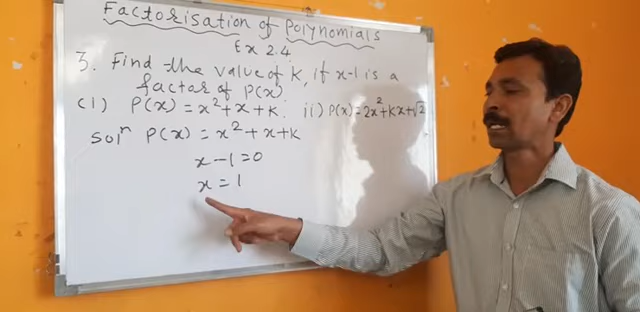 Factorisation of Polynomials
Ex 2.4
3. Find the value of k, if x-1 is a
factor of P(x)
(i) P(x) = x²+x+k. ii) P(x)=2x²+kx+√2
Solⁿ P(x) = x²+x+k
x-1=0
x=1